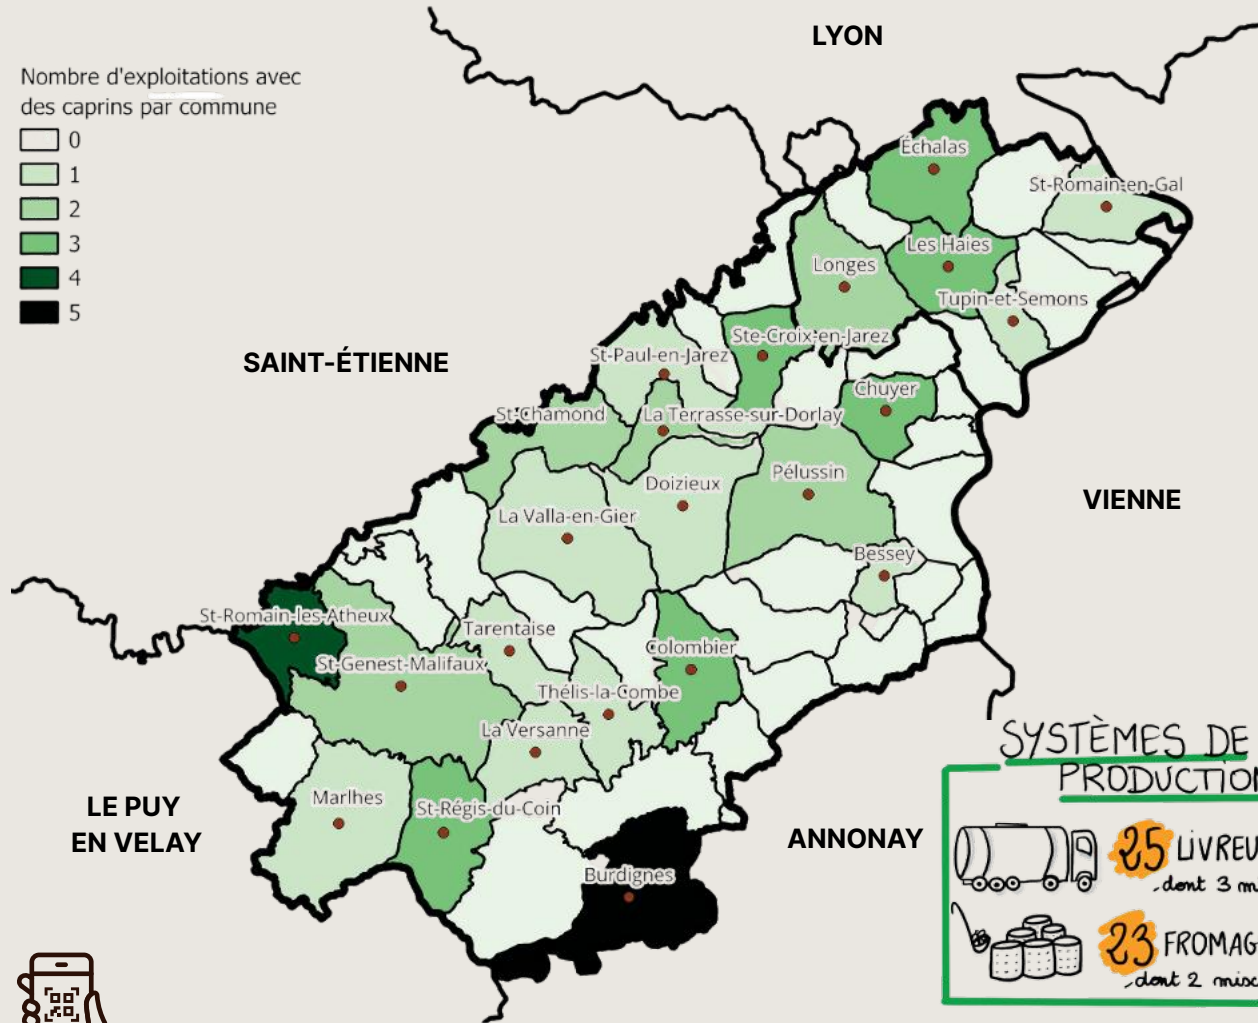 LYON
Nombre d'exploitations avec
des caprins par commune
0
1
2
3
4
5
Échalas
St-Romain-en-Gal
Les Haies
Longes
Tupin-et-Semons
Ste-Croix-en-Jarez
St-Paul-en-Jarez
SAINT-ÉTIENNE
Chuyer
St-Chamond
La Terrasse-sur-Dorlay
Pélussin
Doizieux
VIENNE
La Valla-en-Gier
Bessey
St-Romain-les-Atheux
Tarentaise
Colombier
St-Genest-Malifaux
Thélis-la-Combe
La Versanne
SYSTÈMES DE
PRODUCTION
Marlhes
St-Régis-du-Coin
LE PUY
EN VELAY
ANNONAY
25 LIVREU
dont 3 m
Burdignes
23 FROMAG
dont 2 mixc